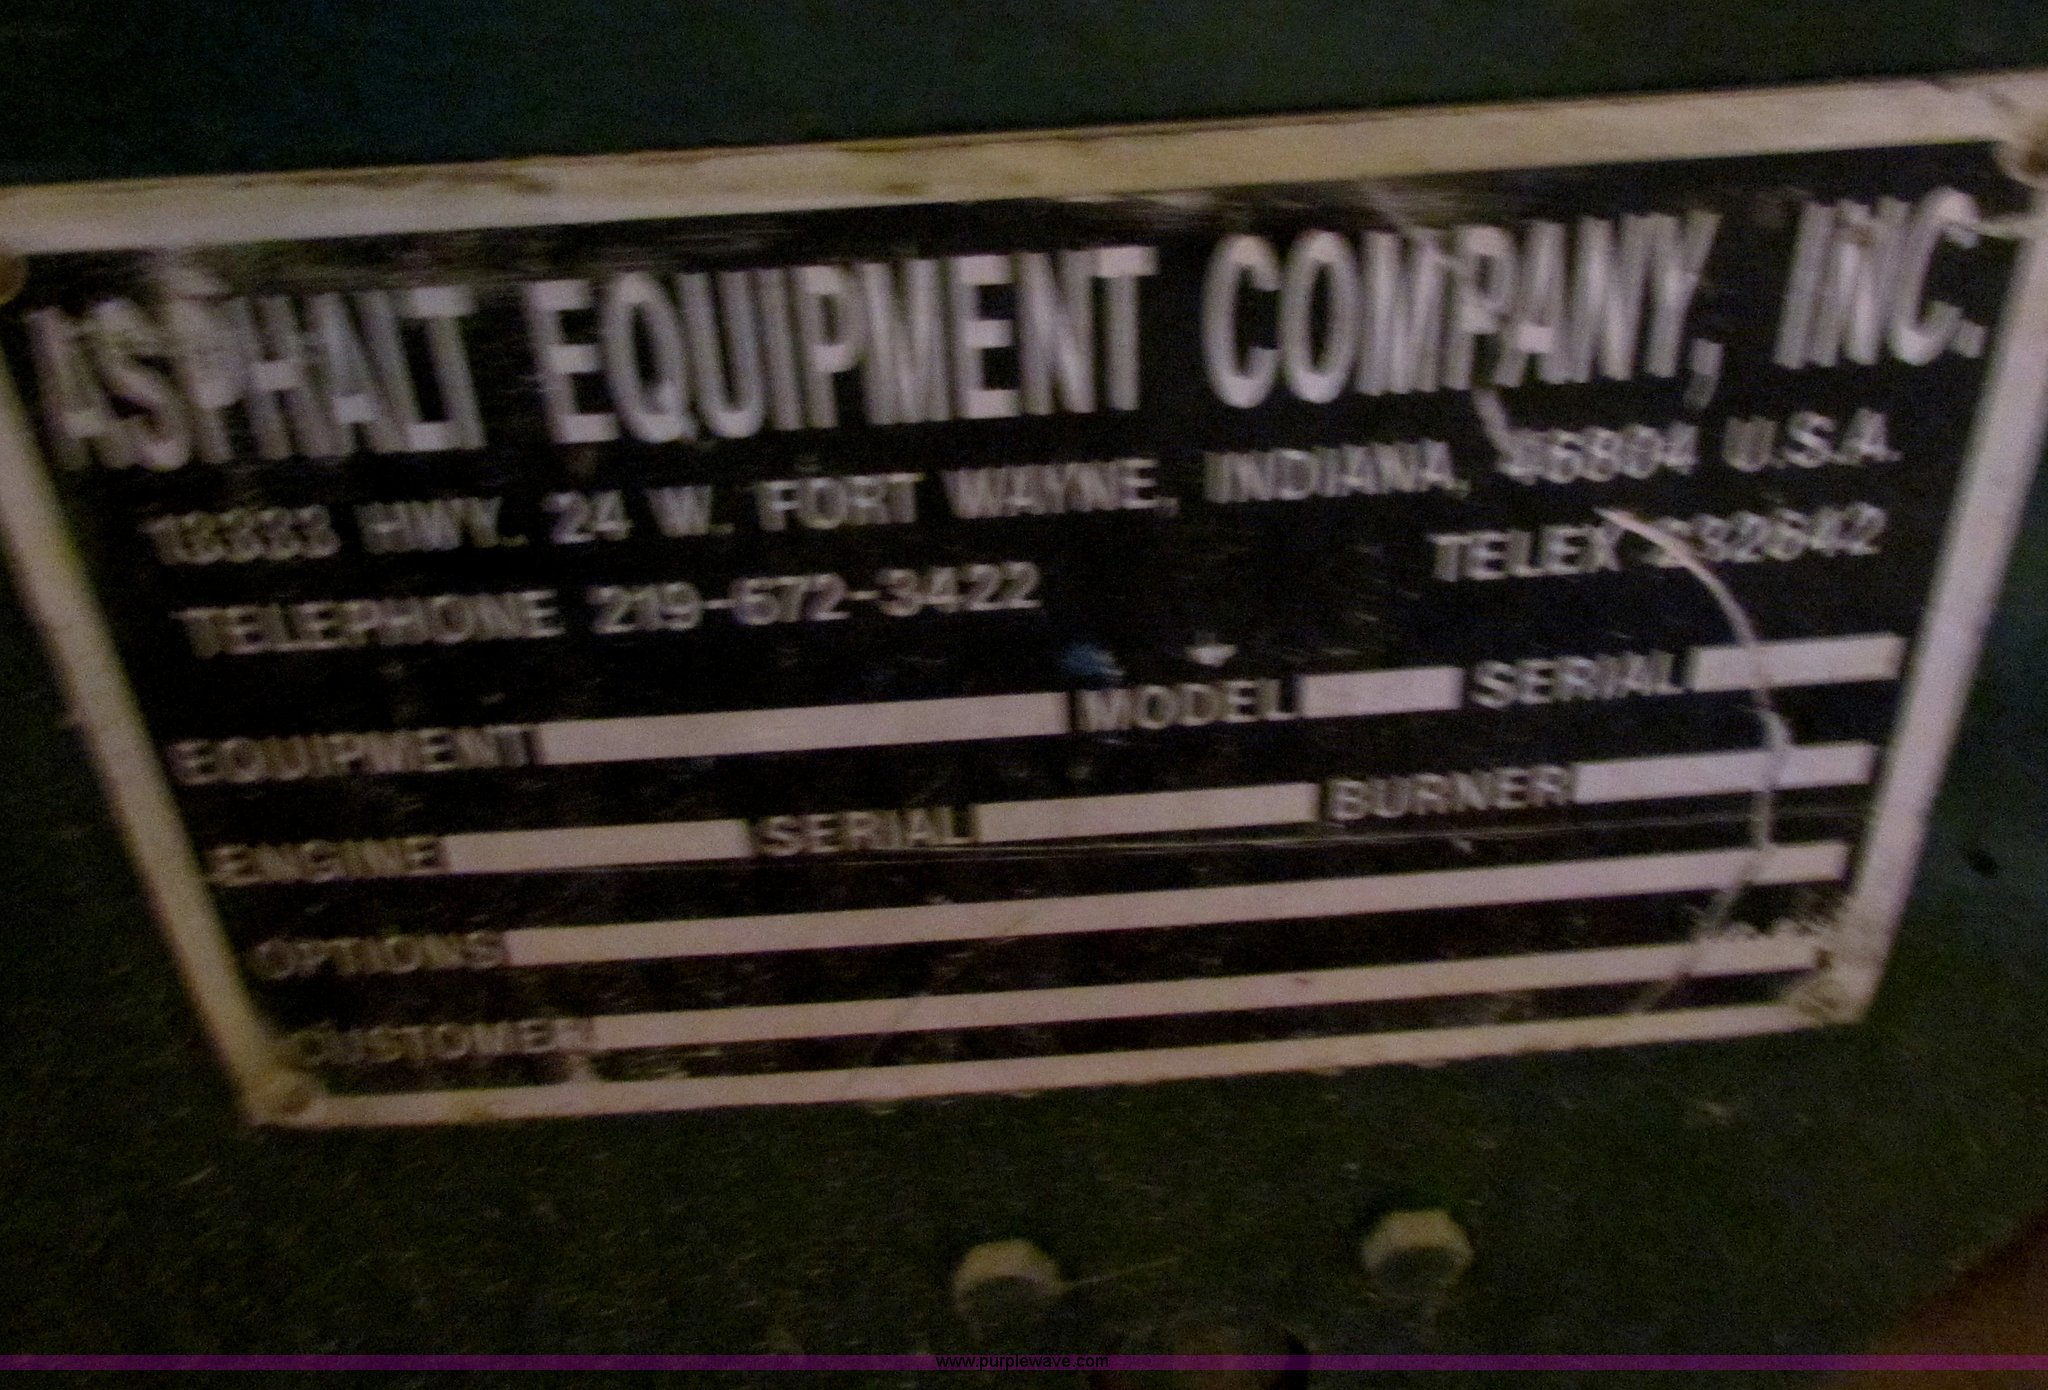 ASPHALT EQUIPMENT COMPANY, INC.
13333 HWY. 24 W. FORT WAYNE, INDIANA, 46804 U.S.A.
TELEPHONE 219-672-3422 TELEX 232642
EQUIPMENT MODEL SERIAL
ENGINE SERIAL BURNER
OPTIONS
CUSTOMER
www.purplewave.com